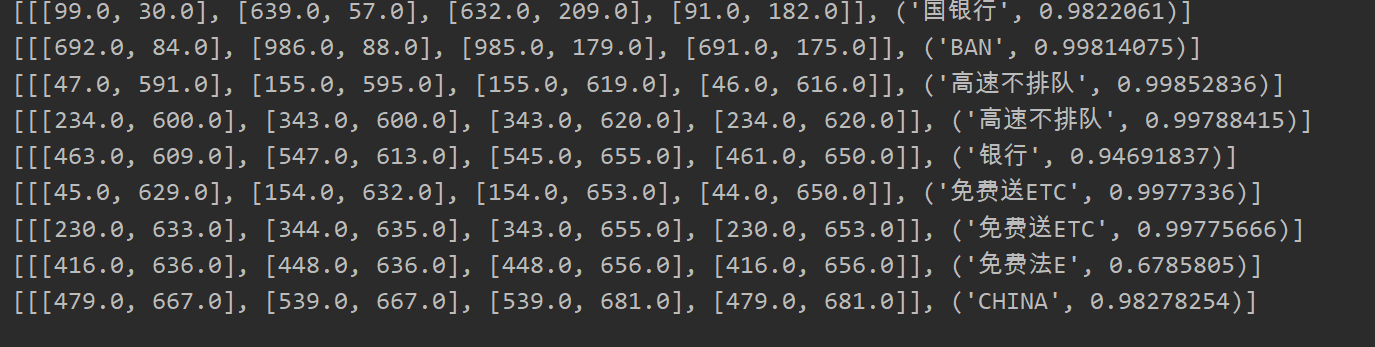 [[[99.0, 30.0], [639.0, 57.0], [632.0, 209.0], [91.0, 182.0]], ('国银行', 0.9822061)]
[[[692.0, 84.0], [986.0, 88.0], [985.0, 179.0], [691.0, 175.0]], ('BAN', 0.99814075)]
[[[47.0, 591.0], [155.0, 595.0], [155.0, 619.0], [46.0, 616.0]], ('高速不排队', 0.99852836)]
[[[234.0, 600.0], [343.0, 600.0], [343.0, 620.0], [234.0, 620.0]], ('高速不排队', 0.99788415)]
[[[463.0, 609.0], [547.0, 613.0], [545.0, 655.0], [461.0, 650.0]], ('银行', 0.94691837)]
[[[45.0, 629.0], [154.0, 632.0], [154.0, 653.0], [44.0, 650.0]], ('免费送ETC', 0.9977336)]
[[[230.0, 633.0], [344.0, 635.0], [343.0, 655.0], [230.0, 653.0]], ('免费送ETC', 0.99775666)]
[[[416.0, 636.0], [448.0, 636.0], [448.0, 656.0], [416.0, 656.0]], ('免费法E', 0.6785805)]
[[[479.0, 667.0], [539.0, 667.0], [539.0, 681.0], [479.0, 681.0]], ('CHINA', 0.98278254)]